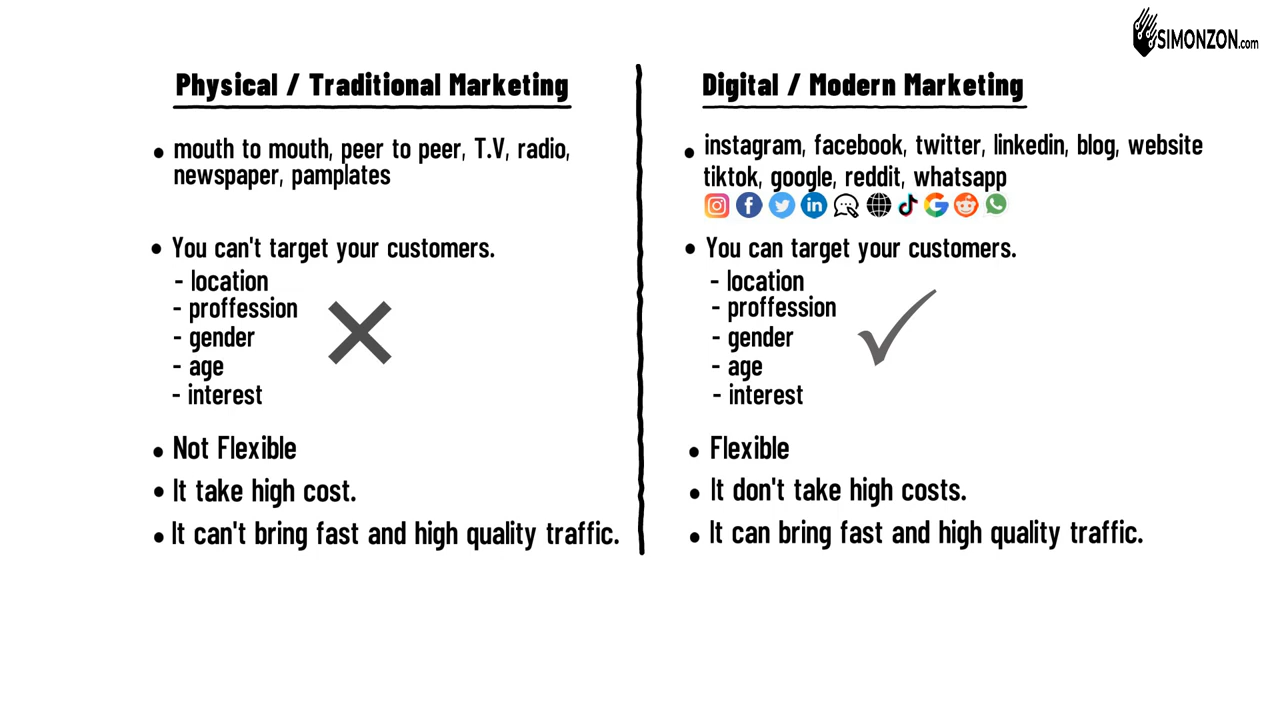 SIMONZON.com
Physical / Traditional Marketing
• mouth to mouth, peer to peer, T.V, radio,
newspaper, pamplates
• You can't target your customers.
- location
- proffession
- gender
- age
- interest
• Not Flexible
• It take high cost.
• It can't bring fast and high quality traffic.
Digital / Modern Marketing
• instagram, facebook, twitter, linkedin, blog, website
tiktok, google, reddit, whatsapp
• You can target your customers.
- location
- proffession
- gender
- age
- interest
• Flexible
• It don't take high costs.
• It can bring fast and high quality traffic.